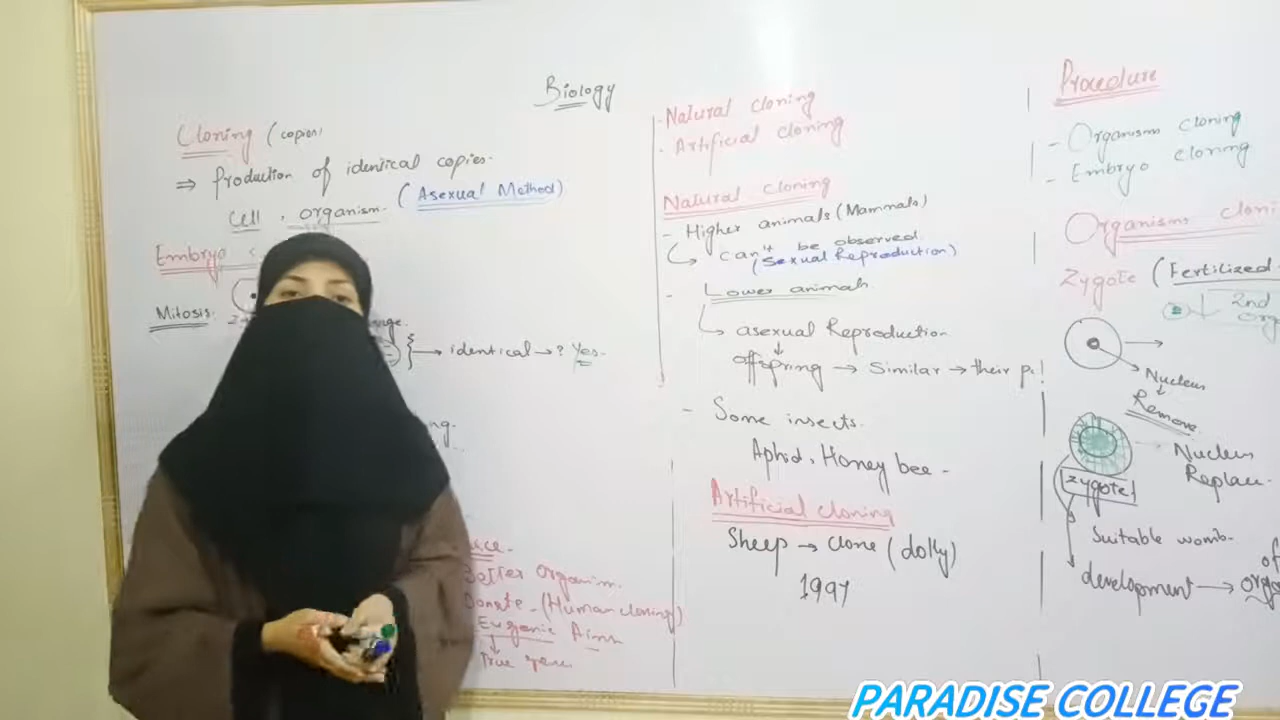 Biology
Cloning (copies)
⇒ Production of identical copies.
cell , organism. (Asexual Method)
Embryo
Mitosis.
identical → ? Yes.
Better Organism.
Donate - (Human cloning)
Eugenic Aims
True
- Natural cloning
- Artificial cloning
Natural cloning
- Higher animals (Mammals)
can't be observed
(Sexual Reproduction)
- Lower animals
asexual Reproduction
offspring → Similar → their
- Some insects.
Aphid, Honey bee -
Artificial cloning
Sheep → clone (dolly)
1997
Procedure
- Organism cloning
- Embryo cloning
Organisms
Zygote (Fertilized
2nd
Nucleus
Remove
Nucleus
zygote
Suitable womb.
development →
PARADISE COLLEGE